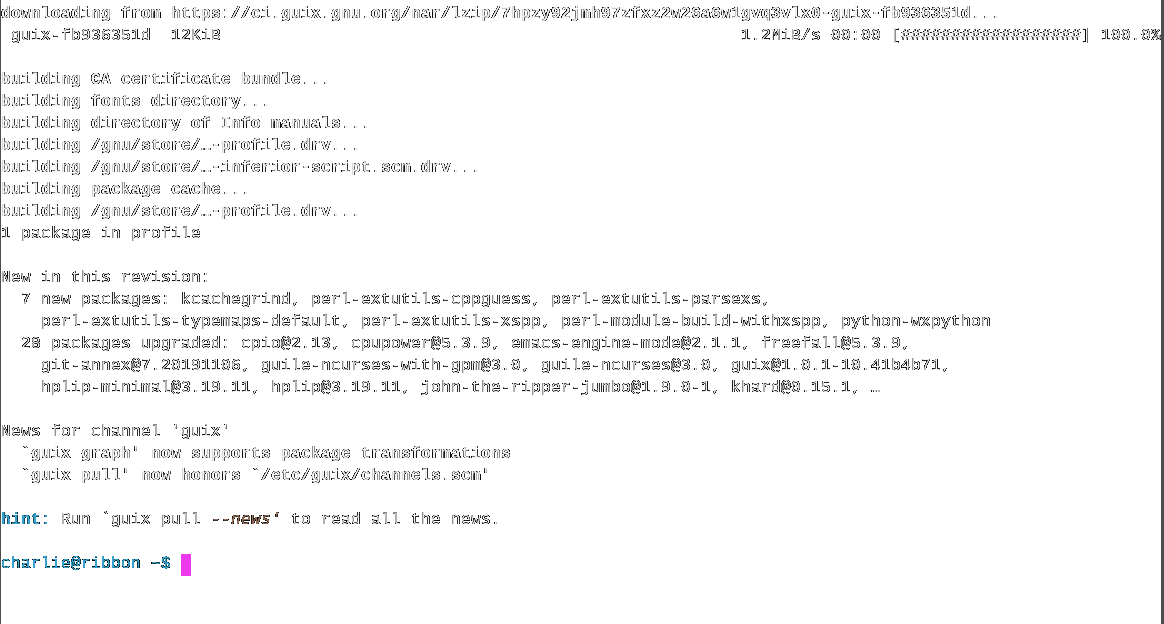 downloading from https://ci.guix.gnu.org/nar/lzip/7hpzy92jmh97zfxz2w26a6w1gvq3vlx0-guix-fb936351d...
guix-fb936351d  12KiB                                                    1.2MiB/s 00:00 [##################] 100.0%
building CA certificate bundle...
building fonts directory...
building directory of Info manuals...
building /gnu/store/…-profile.drv...
building /gnu/store/…-inferior-script.scm.drv...
building package cache...
building /gnu/store/…-profile.drv...
1 package in profile
New in this revision:
7 new packages: kcachegrind, perl-extutils-cppguess, perl-extutils-parsexs,
perl-extutils-typemaps-default, perl-extutils-xspp, perl-module-build-withxspp, python-wxpython
28 packages upgraded: cpio@2.13, cpupower@5.3.9, emacs-engine-mode@2.1.1, freefall@5.3.9,
git-annex@7.20191106, guile-ncurses-with-gpm@3.0, guile-ncurses@3.0, guix@1.0.1-10.41b4b71,
hplip-minimal@3.19.11, hplip@3.19.11, john-the-ripper-jumbo@1.9.0-1, khard@0.15.1, …
News for channel 'guix'
`guix graph' now supports package transformations
`guix pull' now honors `/etc/guix/channels.scm'
hint: Run `guix pull --news' to read all the news.
charlie@ribbon ~$